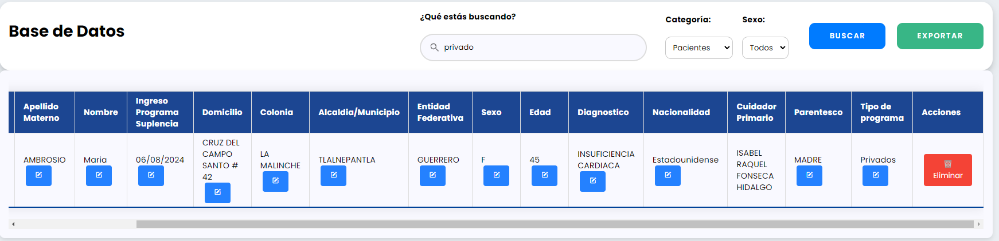 Base de Datos
¿Qué estás buscando?
privado
Categoría:
Pacientes
Sexo:
Todos
BUSCAR
EXPORTAR
Apellido
Materno
Nombre
Ingreso
Programa
Suplencia
Domicilio
Colonia
Alcaldia/Municipio
Entidad
Federativa
Sexo
Edad
Diagnostico
Nacionalidad
Cuidador
Primario
Parentesco
Tipo de
programa
Acciones
AMBROSIO
Maria
06/08/2024
CRUZ DEL
CAMPO
SANTO #
42
LA
MALINCHE
TLALNEPANTLA
GUERRERO
F
45
INSUFICIENCIA
CARDIACA
Estadounidense
ISABEL
RAQUEL
FONSECA
HIDALGO
MADRE
Privados
Eliminar